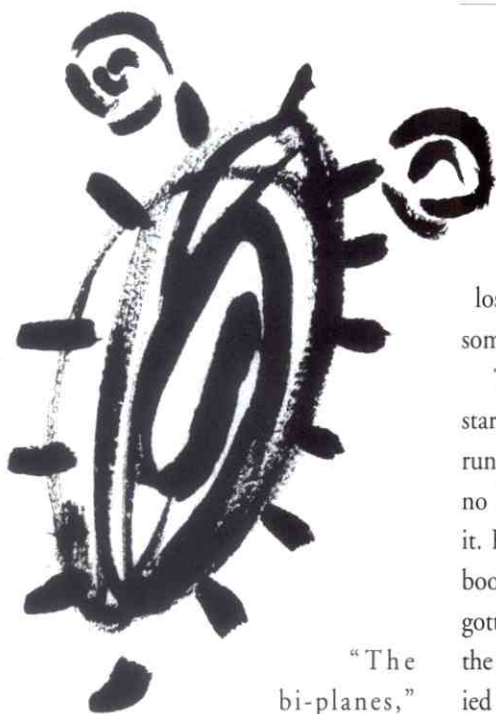 “The
bi-planes,”
los
som
star
run
no
it.
boo
gott
the
ied